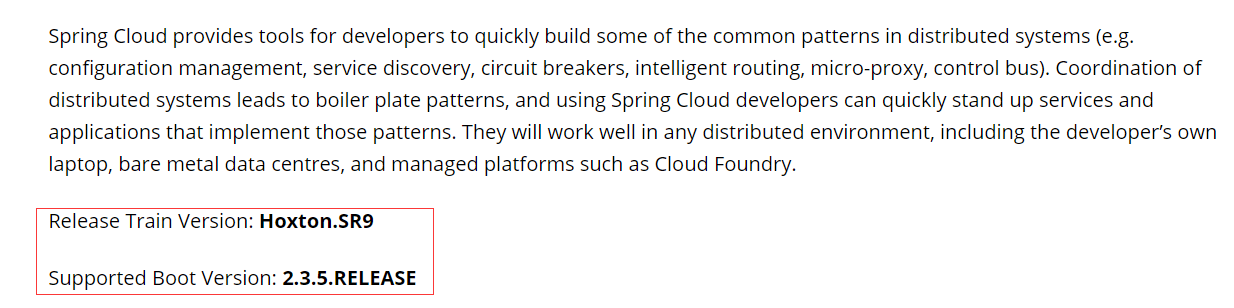 Spring Cloud provides tools for developers to quickly build some of the common patterns in distributed systems (e.g.
configuration management, service discovery, circuit breakers, intelligent routing, micro-proxy, control bus). Coordination of
distributed systems leads to boiler plate patterns, and using Spring Cloud developers can quickly stand up services and
applications that implement those patterns. They will work well in any distributed environment, including the developer’s own
laptop, bare metal data centres, and managed platforms such as Cloud Foundry.
Release Train Version: Hoxton.SR9
Supported Boot Version: 2.3.5.RELEASE